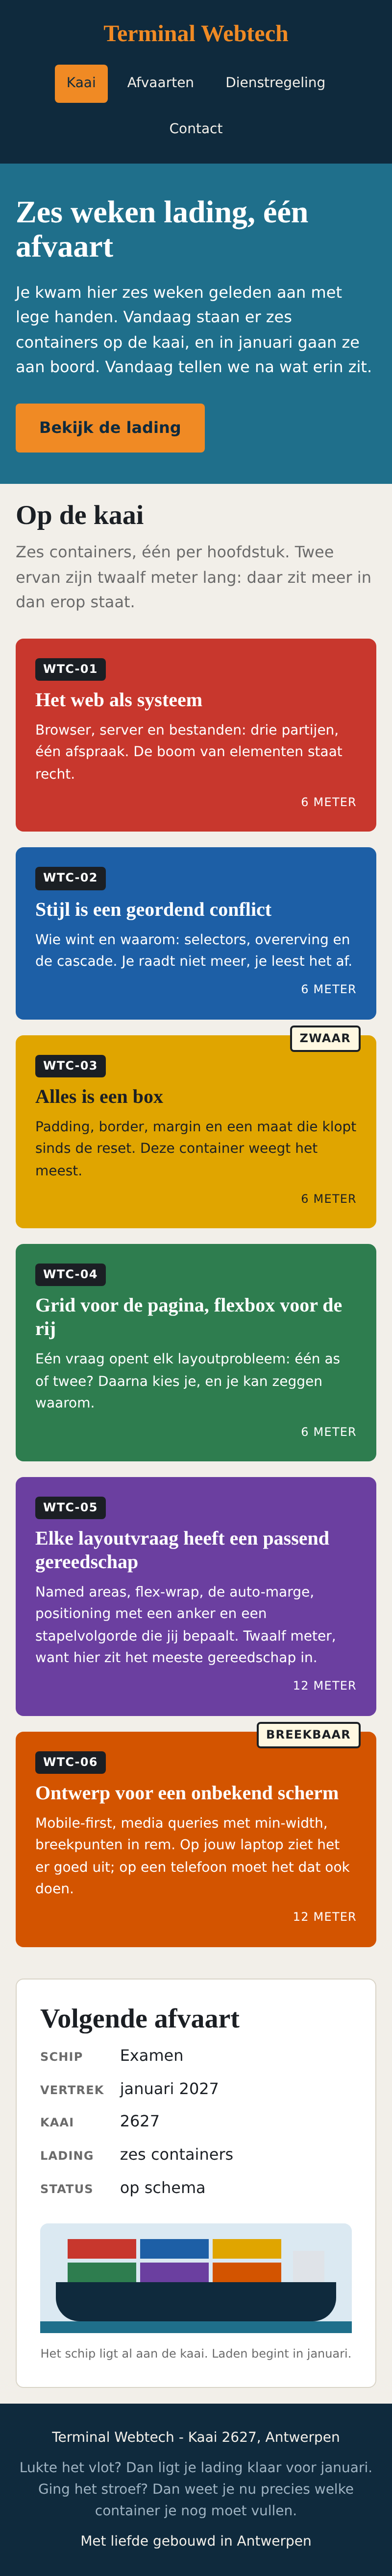 Terminal Webtech
Kaai Afvaarten Dienstregeling
Contact
Zes weken lading, één
afvaart
Je kwam hier zes weken geleden aan met
lege handen. Vandaag staan er zes
containers op de kaai, en in januari gaan ze
aan boord. Vandaag tellen we na wat erin zit.
Bekijk de lading
Op de kaai
Zes containers, één per hoofdstuk. Twee
ervan zijn twaalf meter lang: daar zit meer in
dan erop staat.
WTC-01
Het web als systeem
Browser, server en bestanden: drie partijen,
één afspraak. De boom van elementen staat
recht.
6 METER
WTC-02
Stijl is een geordend conflict
Wie wint en waarom: selectors, overerving en
de cascade. Je raadt niet meer, je leest het af.
6 METER
ZWAAR
WTC-03
Alles is een box
Padding, border, margin en een maat die klopt
sinds de reset. Deze container weegt het
meest.
6 METER
WTC-04
Grid voor de pagina, flexbox voor de
rij
Eén vraag opent elk layoutprobleem: één as
of twee? Daarna kies je, en je kan zeggen
waarom.
6 METER
WTC-05
Elke layoutvraag heeft een passend
gereedschap
Named areas, flex-wrap, de auto-marge,
positioning met een anker en een
stapelvolgorde die jij bepaalt. Twaalf meter,
want hier zit het meeste gereedschap in.
12 METER
BREEKBAAR
WTC-06
Ontwerp voor een onbekend scherm
Mobile-first, media queries met min-width,
breekpunten in rem. Op jouw laptop ziet het
er goed uit; op een telefoon moet het dat ook
doen.
12 METER
Volgende afvaart
SCHIP Examen
VERTREK januari 2027
KAAI 2627
LADING zes containers
STATUS op schema
Het schip ligt al aan de kaai. Laden begint in januari.
Terminal Webtech - Kaai 2627, Antwerpen
Lukte het vlot? Dan ligt je lading klaar voor januari.
Ging het stroef? Dan weet je nu precies welke
container je nog moet vullen.
Met liefde gebouwd in Antwerpen